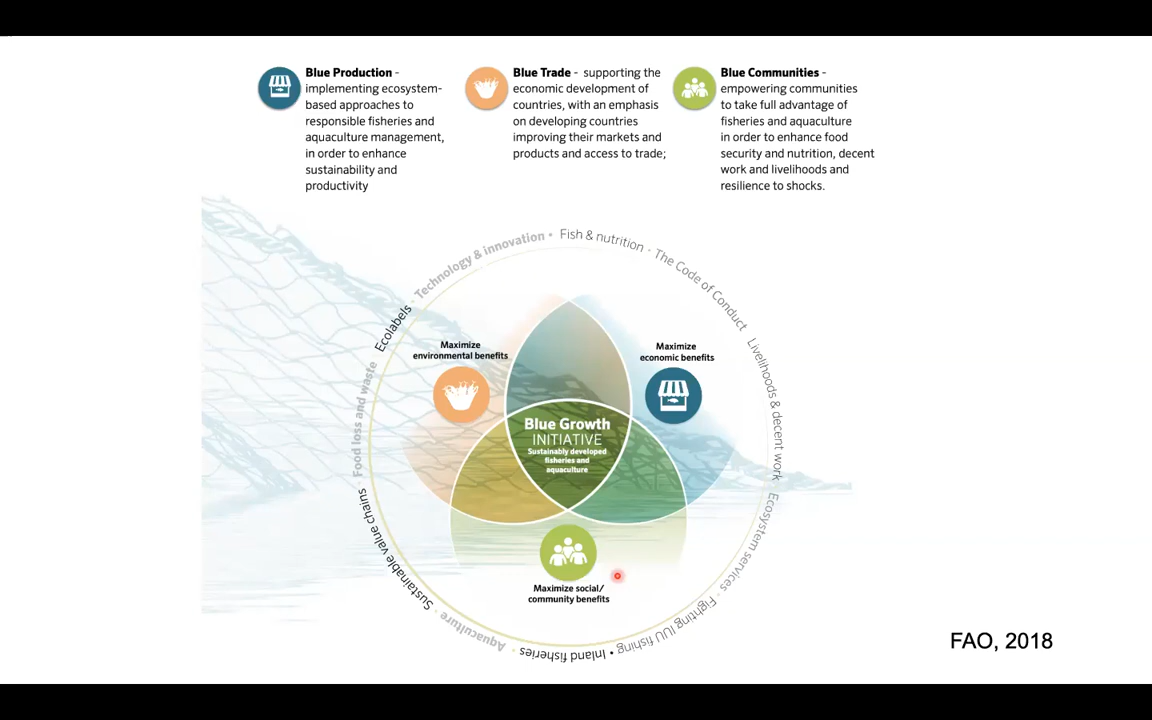 Blue Production -
implementing ecosystem-
based approaches to
responsible fisheries and
aquaculture management,
in order to enhance
sustainability and
productivity
Blue Trade - supporting the
economic development of
countries, with an emphasis
on developing countries
improving their markets and
products and access to trade;
Blue Communities -
empowering communities
to take full advantage of
fisheries and aquaculture
in order to enhance food
security and nutrition, decent
work and livelihoods and
resilience to shocks.
Technology & innovation •
Fish & nutrition •
The Code of Conduct
Livelihoods & decent work
Ecosystem services •
Fighting IUU fishing •
Inland fisheries •
Aquaculture •
Sustainable value chains •
Food loss and waste
Ecolabels •
Maximize
environmental benefits
Maximize
economic benefits
Blue Growth
INITIATIVE
Sustainably developed
fisheries and
aquaculture
Maximize social/
community benefits
FAO, 2018